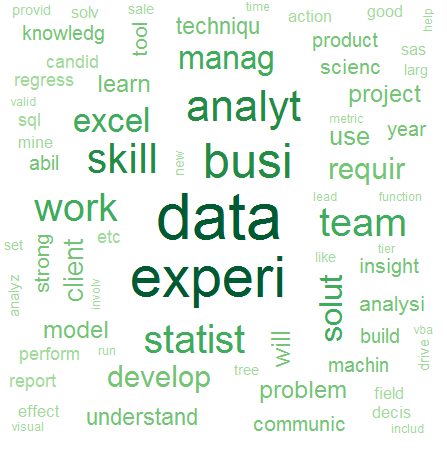 provid solv sale time action good help
knowledg tool techniqu product sas
candid manag scienc larg
regress learn analyt project
valid sql excel metric use year
mine abil skill new busi requir
work data lead function team
set strong client etc experi like tier insight
analyz involv solut analysi
model statist will build vba
perform run drive
report develop tree machin
effect understand problem field decis
visual communic includ